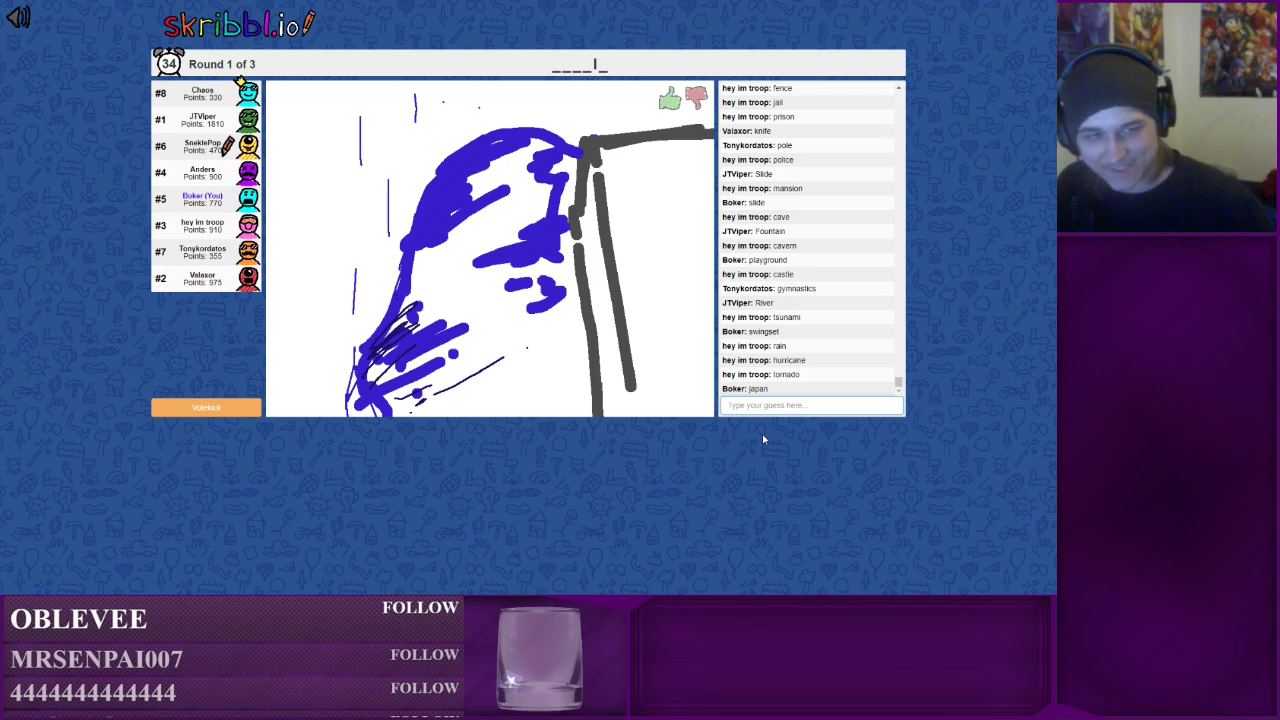 skribbl.io
34
Round 1 of 3
____l_
#8
Chaos
Points: 330
#1
JTViper
Points: 1810
#6
SneklePop
Points: 470
#4
Anders
Points: 900
#5
Boker (You)
Points: 770
#3
hey im troop
Points: 910
#7
Tonykordatos
Points: 355
#2
Valaxor
Points: 975
Votekick
hey im troop: fence
hey im troop: jail
hey im troop: prison
Valaxor: knife
Tonykordatos: pole
hey im troop: police
JTViper: Slide
hey im troop: mansion
Boker: slide
hey im troop: cave
JTViper: Fountain
hey im troop: cavern
Boker: playground
hey im troop: castle
Tonykordatos: gymnastics
JTViper: River
hey im troop: tsunami
Boker: swingset
hey im troop: rain
hey im troop: hurricane
hey im troop: tornado
Boker: japan
Type your guess here...
OBLEVEE
FOLLOW
MRSENPAI007
FOLLOW
4444444444444
FOLLOW